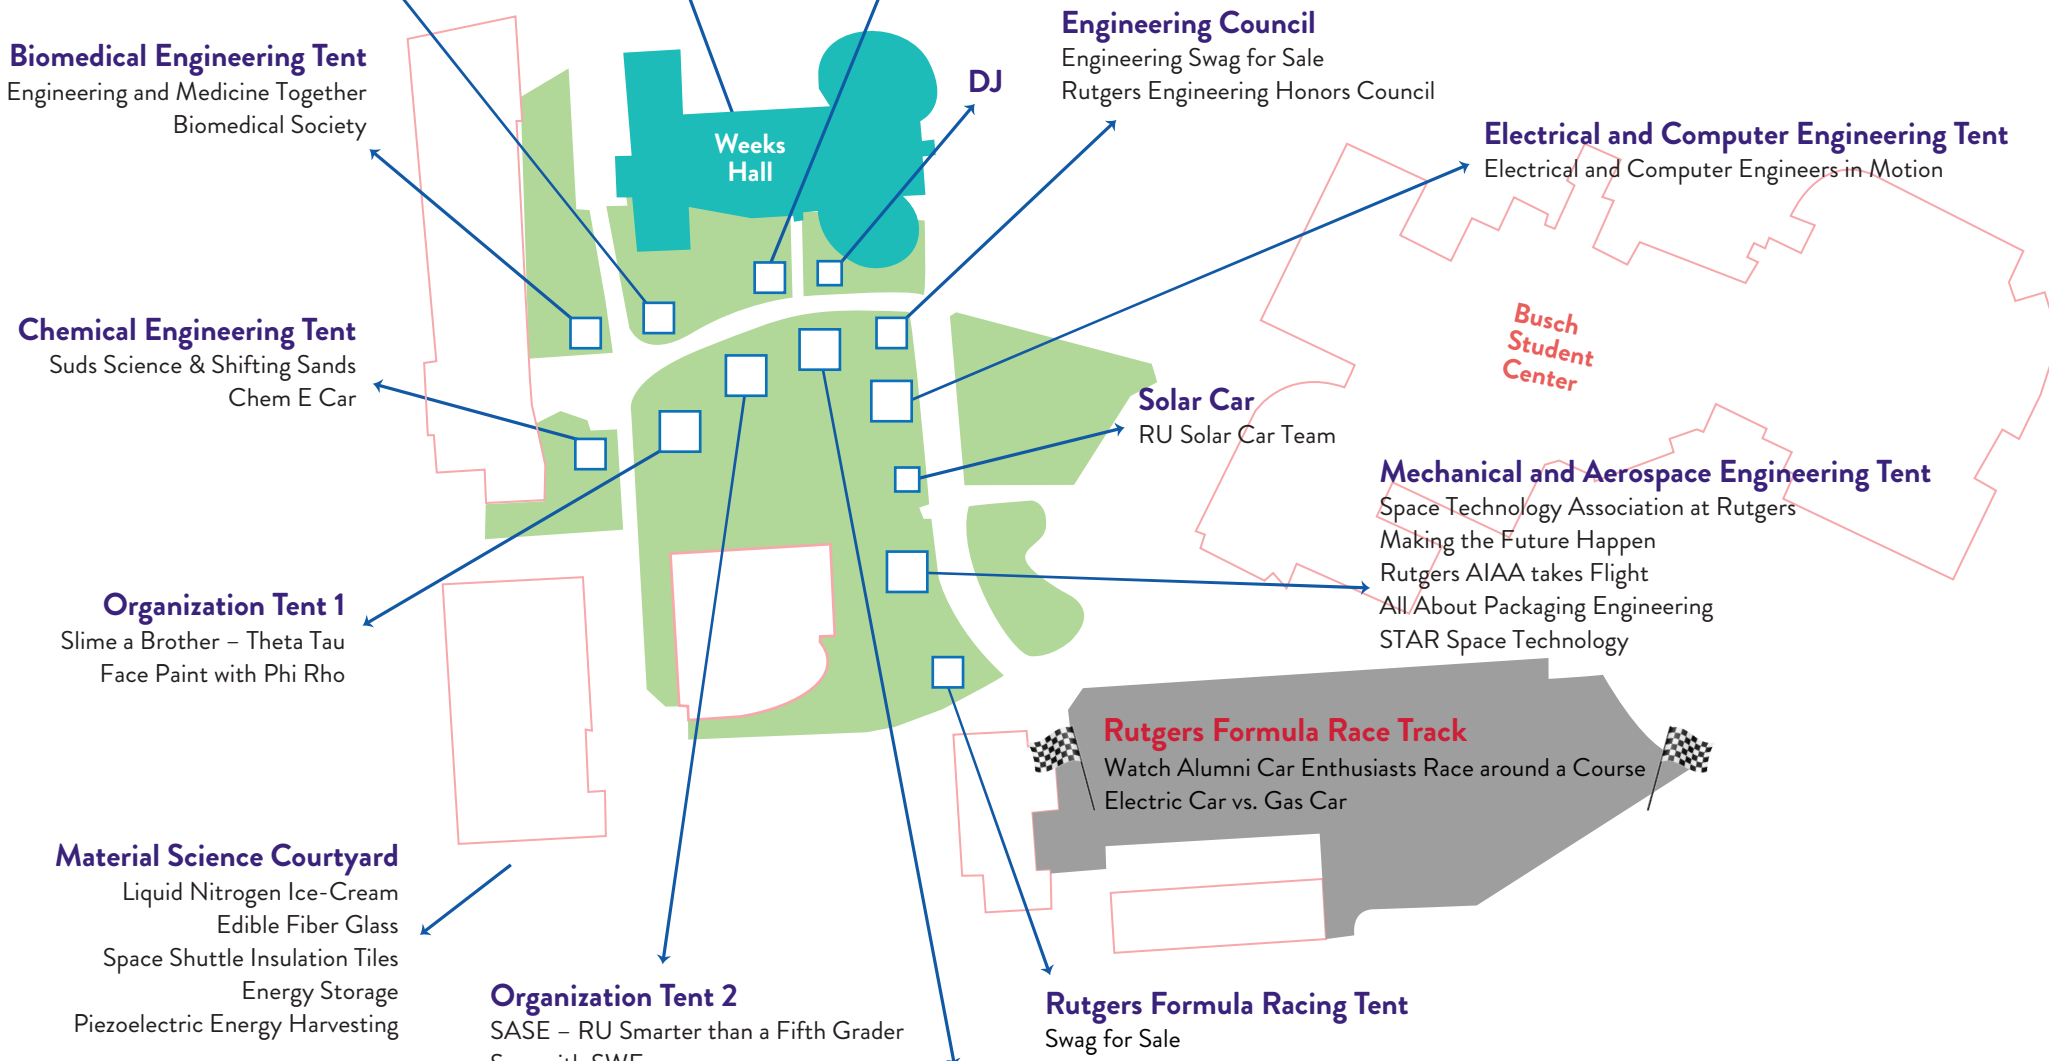 Engineering Council
Engineering Swag for Sale
Rutgers Engineering Honors Council
Biomedical Engineering Tent
Engineering and Medicine Together
Biomedical Society
DJ
Weeks
Hall
Electrical and Computer Engineering Tent
Electrical and Computer Engineers in Motion
Chemical Engineering Tent
Suds Science & Shifting Sands
Chem E Car
Busch
Student
Center
Solar Car
RU Solar Car Team
Mechanical and Aerospace Engineering Tent
Space Technology Association at Rutgers
Making the Future Happen
Rutgers AIAA takes Flight
All About Packaging Engineering
STAR Space Technology
Organization Tent 1
Slime a Brother – Theta Tau
Face Paint with Phi Rho
Rutgers Formula Race Track
Watch Alumni Car Enthusiasts Race around a Course
Electric Car vs. Gas Car
Material Science Courtyard
Liquid Nitrogen Ice-Cream
Edible Fiber Glass
Space Shuttle Insulation Tiles
Energy Storage
Piezoelectric Energy Harvesting
Organization Tent 2
SASE – RU Smarter than a Fifth Grader
with SWE
Rutgers Formula Racing Tent
Swag for Sale